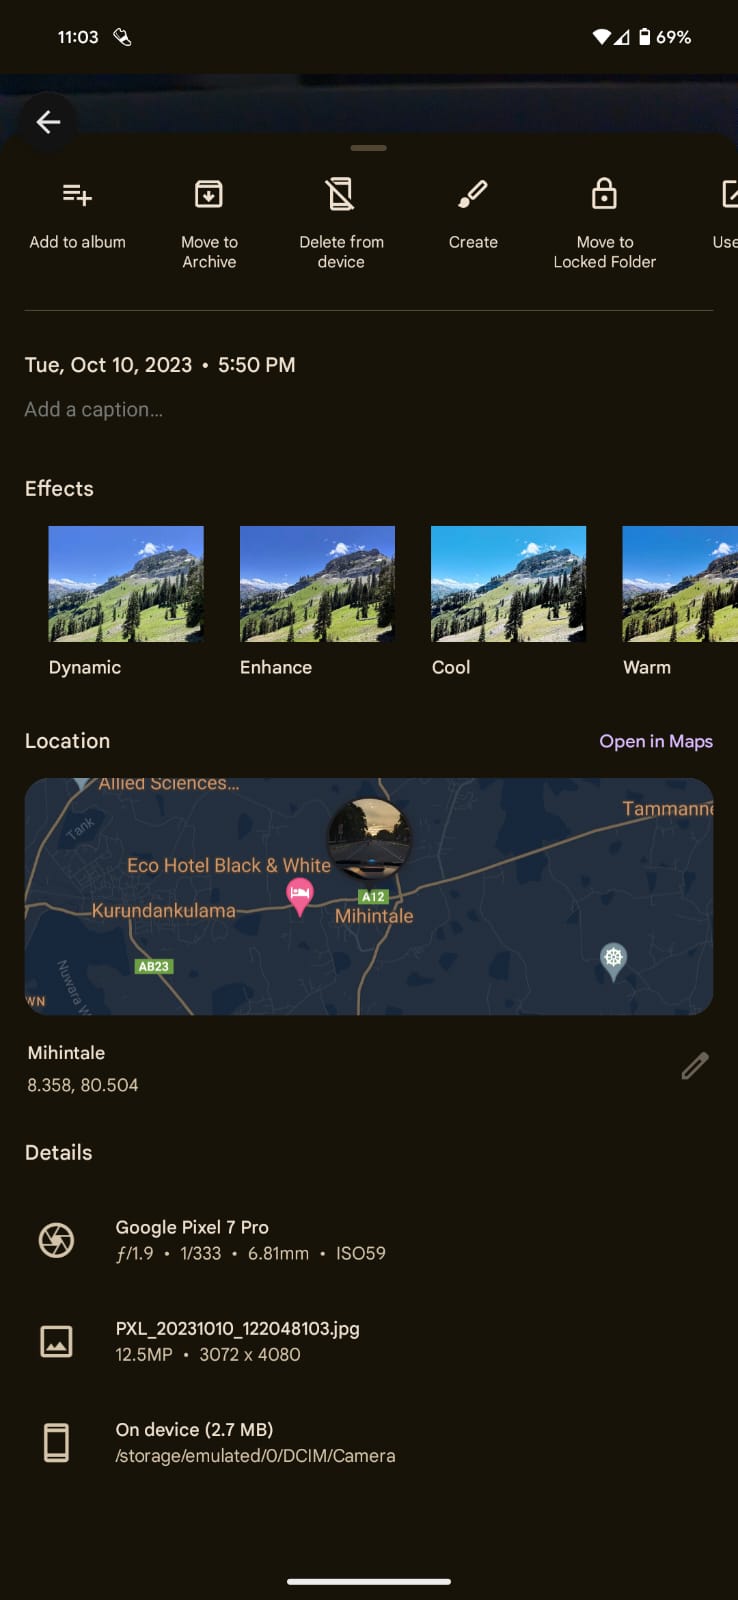 11:03
69%
Add to album
Move to
Archive
Delete from
device
Create
Move to
Locked Folder
Use
Tue, Oct 10, 2023 • 5:50 PM
Add a caption...
Effects
Dynamic
Enhance
Cool
Warm
Location
Open in Maps
Allied Sciences...
Tammanne
Tank
Eco Hotel Black & White
A12
Kurundankulama
Mihintale
AB23
Nuwara W
WN
Mihintale
8.358, 80.504
Details
Google Pixel 7 Pro
ƒ/1.9 • 1/333 • 6.81mm • ISO59
PXL_20231010_122048103.jpg
12.5MP • 3072 x 4080
On device (2.7 MB)
/storage/emulated/0/DCIM/Camera